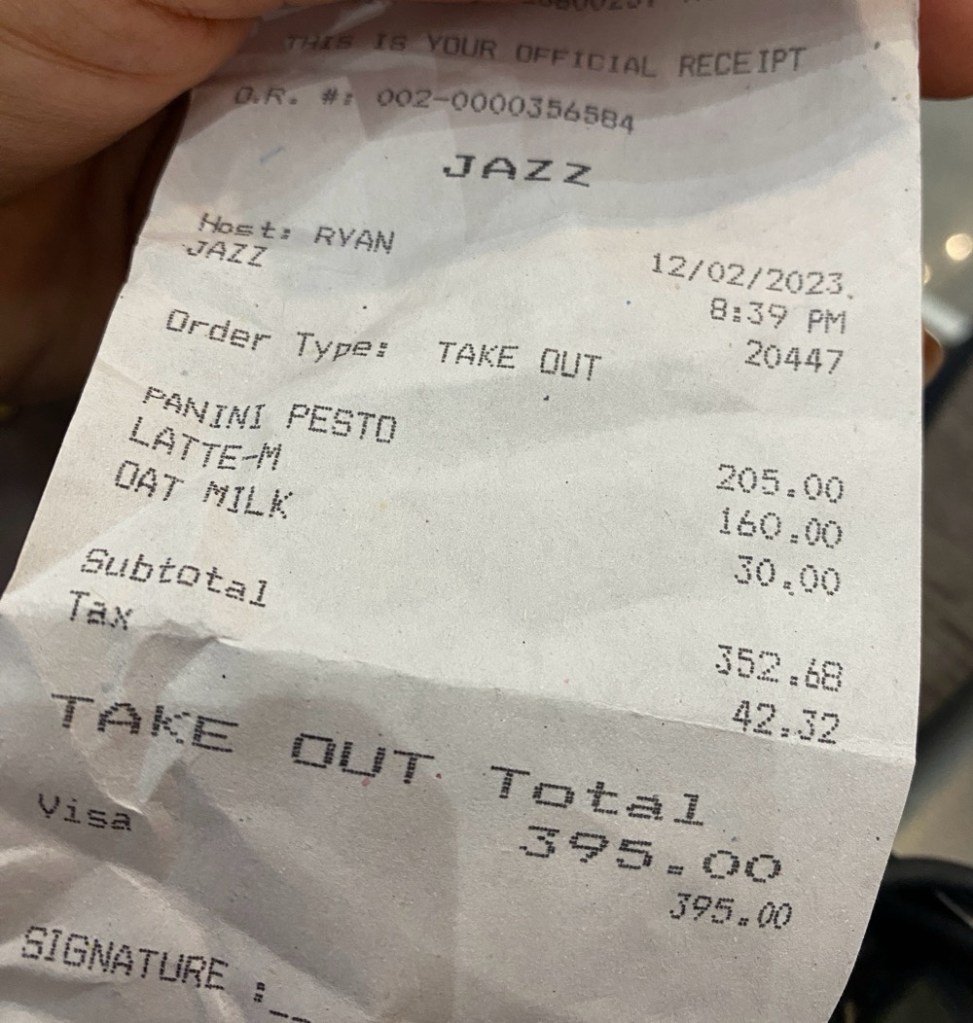 THIS IS YOUR OFFICIAL RECEIPT
O.R. #: 002-0000356584
JAZZ
Host: RYAN 12/02/2023
JAZZ 8:39 PM
20447
Order Type: TAKE OUT
PANINI PESTO 205.00
LATTE-M 160.00
OAT MILK 30.00
Subtotal 352.68
Tax 42.32
TAKE OUT Total
395.00
Visa 395.00
SIGNATURE :__